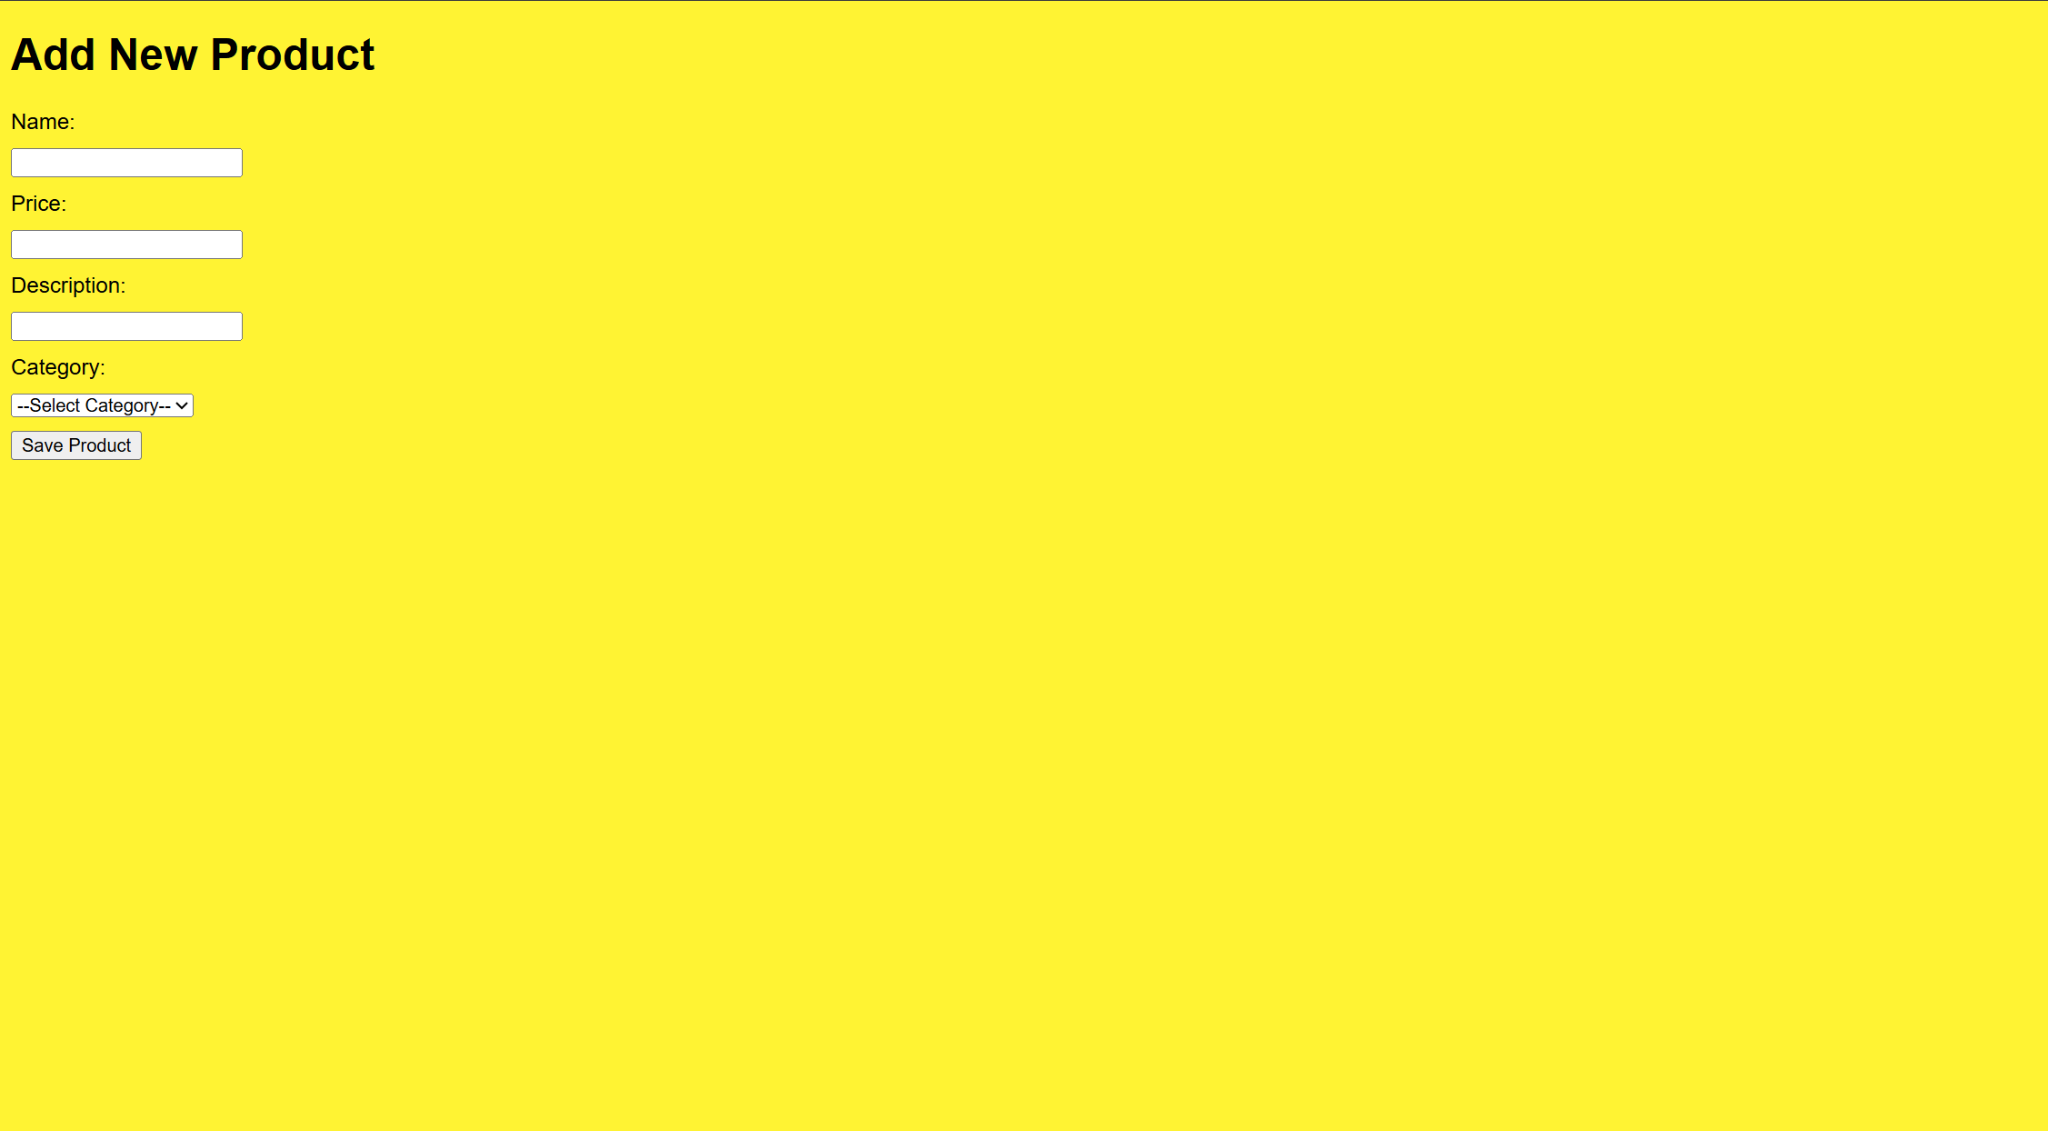 Add New Product
Name:
Price:
Description:
Category:
--Select Category--
Save Product